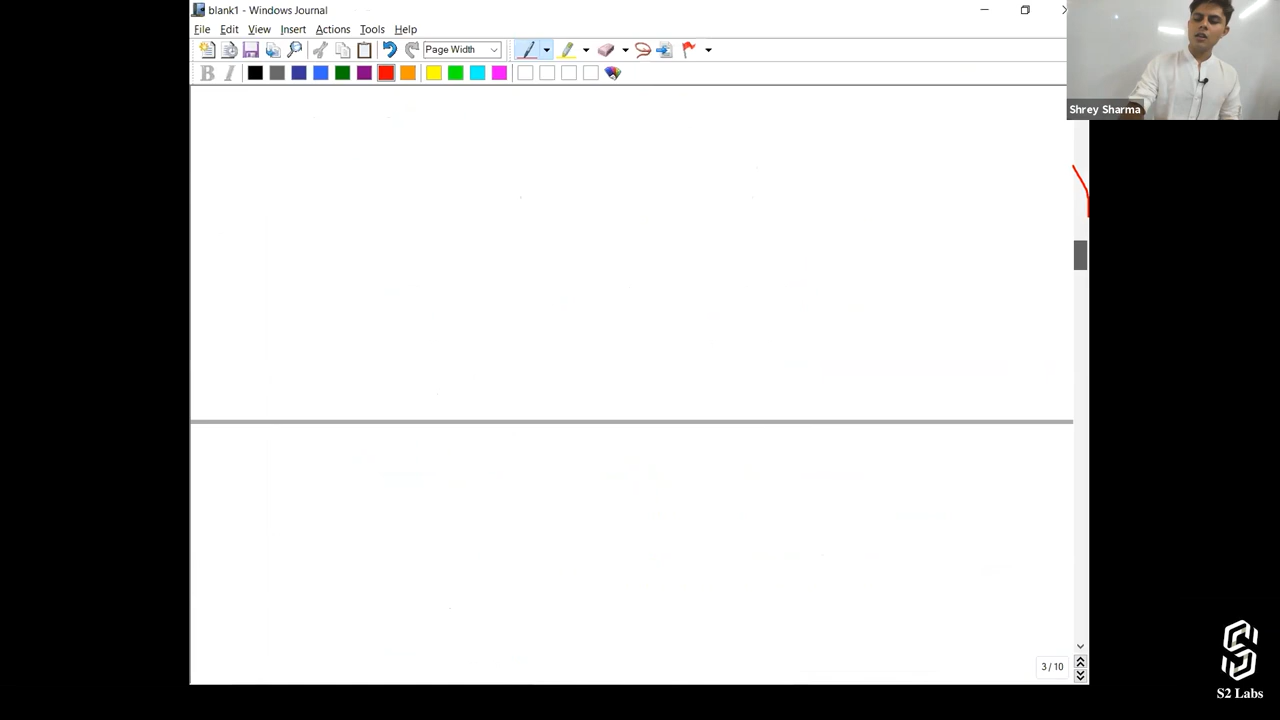 blank1 - Windows Journal
File Edit View Insert Actions Tools Help
Page Width
B I
Shrey Sharma
3 / 10
S2 Labs